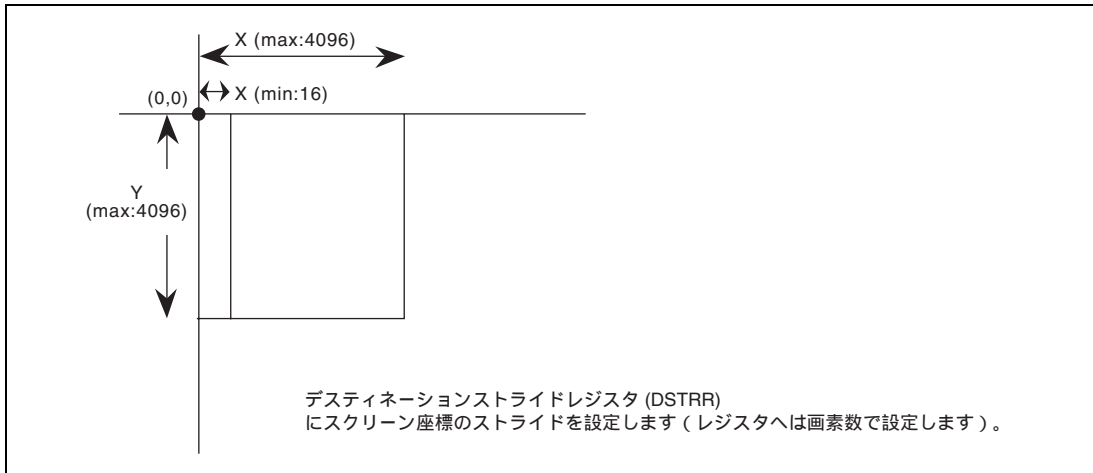 X (max:4096)
X (min:16)
(0,0)
Y
(max:4096)
デスティネーションストライドレジスタ (DSTRR)
にスクリーン座標のストライドを設定します ( レジスタへは画素数で設定します ) 。